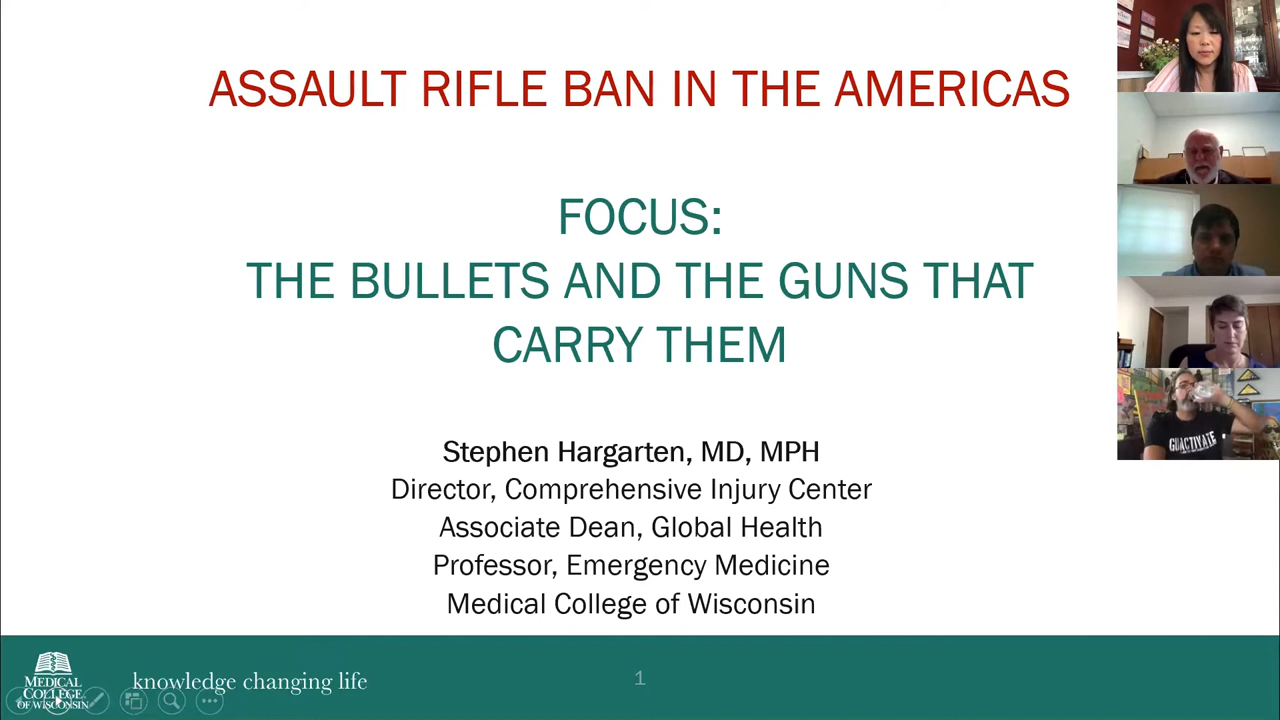 ASSAULT RIFLE BAN IN THE AMERICAS
FOCUS:
THE BULLETS AND THE GUNS THAT
CARRY THEM
Stephen Hargarten, MD, MPH
Director, Comprehensive Injury Center
Associate Dean, Global Health
Professor, Emergency Medicine
Medical College of Wisconsin
MEDICAL
COLLEGE
OF WISCONSIN
knowledge changing life
1